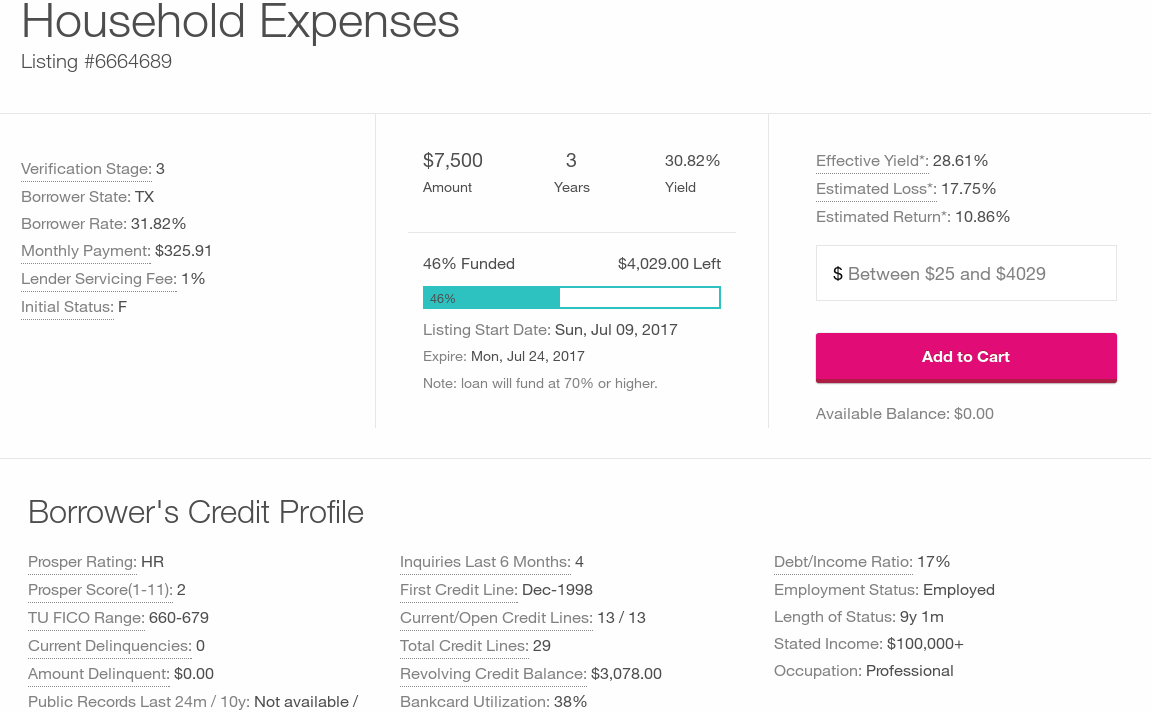 Household Expenses
Listing #6664689
Verification Stage: 3
Borrower State: TX
Borrower Rate: 31.82%
Monthly Payment: $325.91
Lender Servicing Fee: 1%
Initial Status: F
$7,500 3 30.82%
Amount Years Yield
46% Funded $4,029.00 Left
46%
Listing Start Date: Sun, Jul 09, 2017
Expire: Mon, Jul 24, 2017
Note: loan will fund at 70% or higher.
Effective Yield*: 28.61%
Estimated Loss*: 17.75%
Estimated Return*: 10.86%
$ Between $25 and $4029
Add to Cart
Available Balance: $0.00
Borrower's Credit Profile
Prosper Rating: HR
Prosper Score(1-11): 2
TU FICO Range: 660-679
Current Delinquencies: 0
Amount Delinquent: $0.00
Public Records Last 24m / 10y: Not available /
Inquiries Last 6 Months: 4
First Credit Line: Dec-1998
Current/Open Credit Lines: 13 / 13
Total Credit Lines: 29
Revolving Credit Balance: $3,078.00
Bankcard Utilization: 38%
Debt/Income Ratio: 17%
Employment Status: Employed
Length of Status: 9y 1m
Stated Income: $100,000+
Occupation: Professional